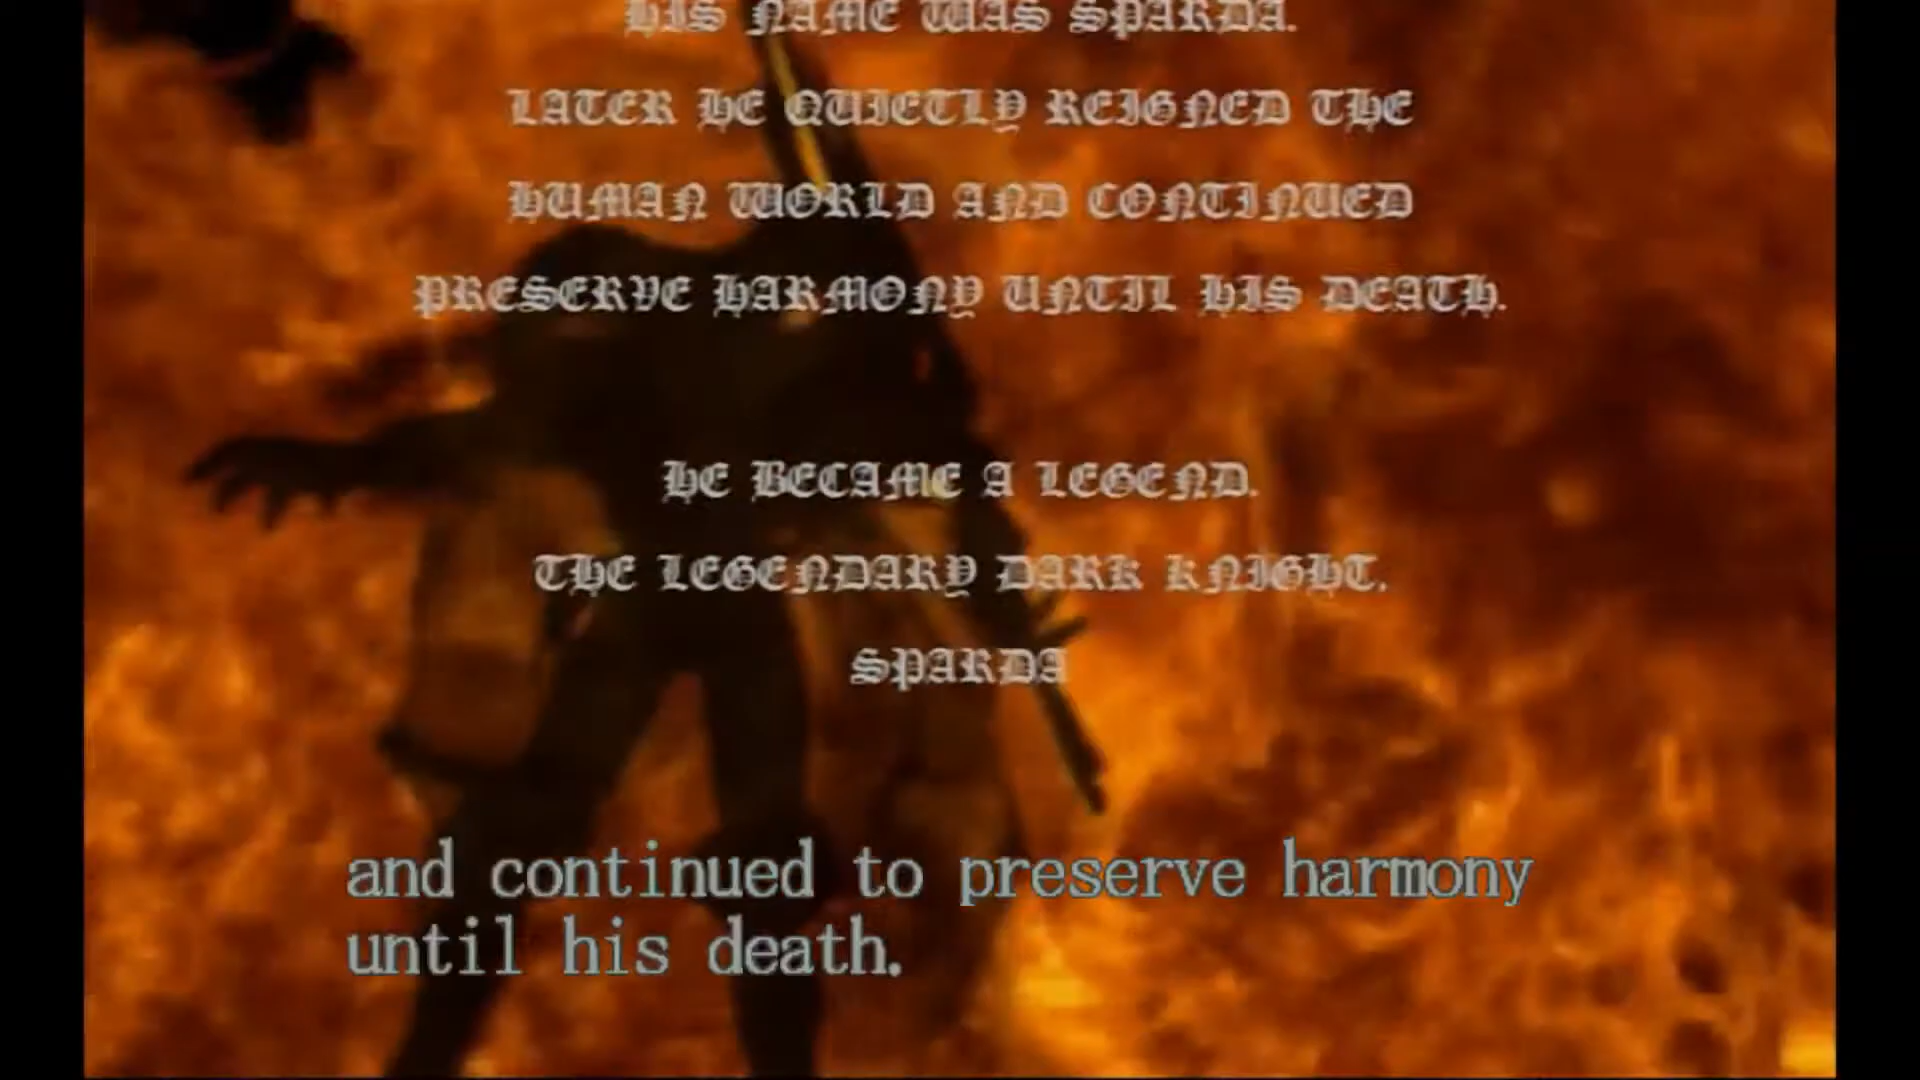 HIS NAME WAS SPARDA.
LATER HE QUIETLY REIGNED THE
HUMAN WORLD AND CONTINUED
PRESERVE HARMONY UNTIL HIS DEATH.
HE BECAME A LEGEND.
THE LEGENDARY DARK KNIGHT.
SPARDA
and continued to preserve harmony
until his death.